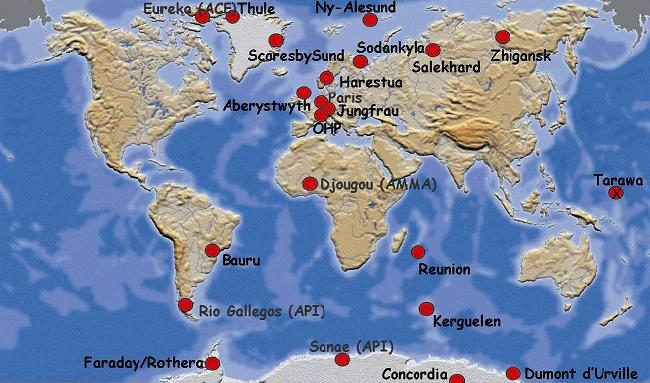 Eureka (ACE)
Thule
Ny-Alesund
ScoresbySund
Sodankyla
Salekhard
Zhigansk
Harestua
Aberystwyth
Paris
Jungfrau
OHP
Djougou (AMMA)
Tarawa
Bauru
Reunion
Rio Gallegos (API)
Kerguelen
Sanae (API)
Faraday/Rothera
Concordia
Dumont d'Urville